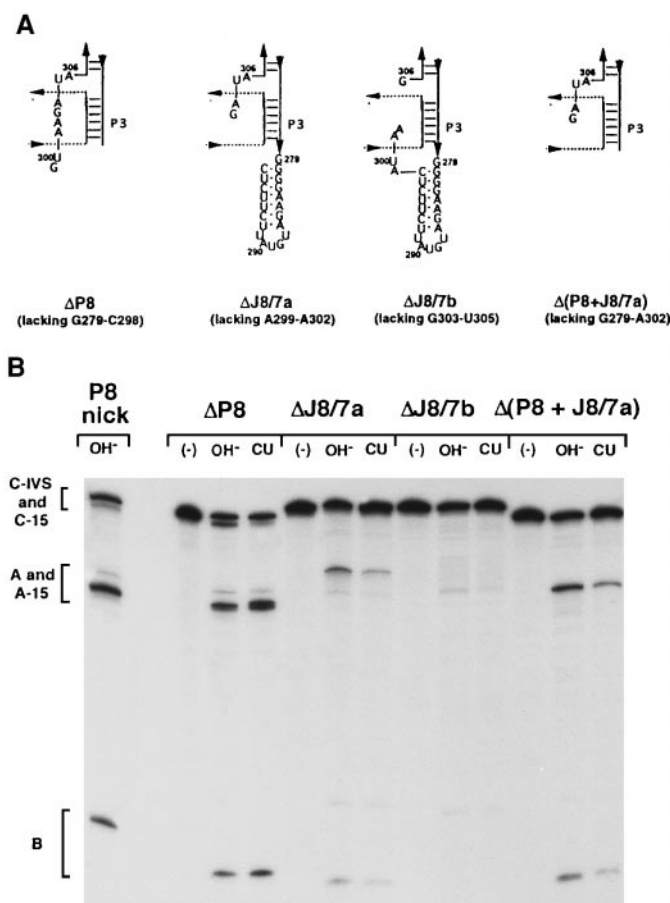 A
306
U A
A
G
A
A
300
U
G
P3
306
U A
A
G
P3
G 279
290
306
G
P3
A
A
A
300
U
G 279
290
306
U A
A
G
P3
ΔP8
(lacking G279-C298)
ΔJ8/7a
(lacking A299-A302)
ΔJ8/7b
(lacking G303-U305)
Δ(P8+J8/7a)
(lacking G279-A302)
B
P8
nick
ΔP8
ΔJ8/7a
ΔJ8/7b
Δ(P8 + J8/7a)
OH-
(-) OH- CU
(-) OH- CU
(-) OH- CU
(-) OH- CU
C-IVS
and
C-15
A and
A-15
B